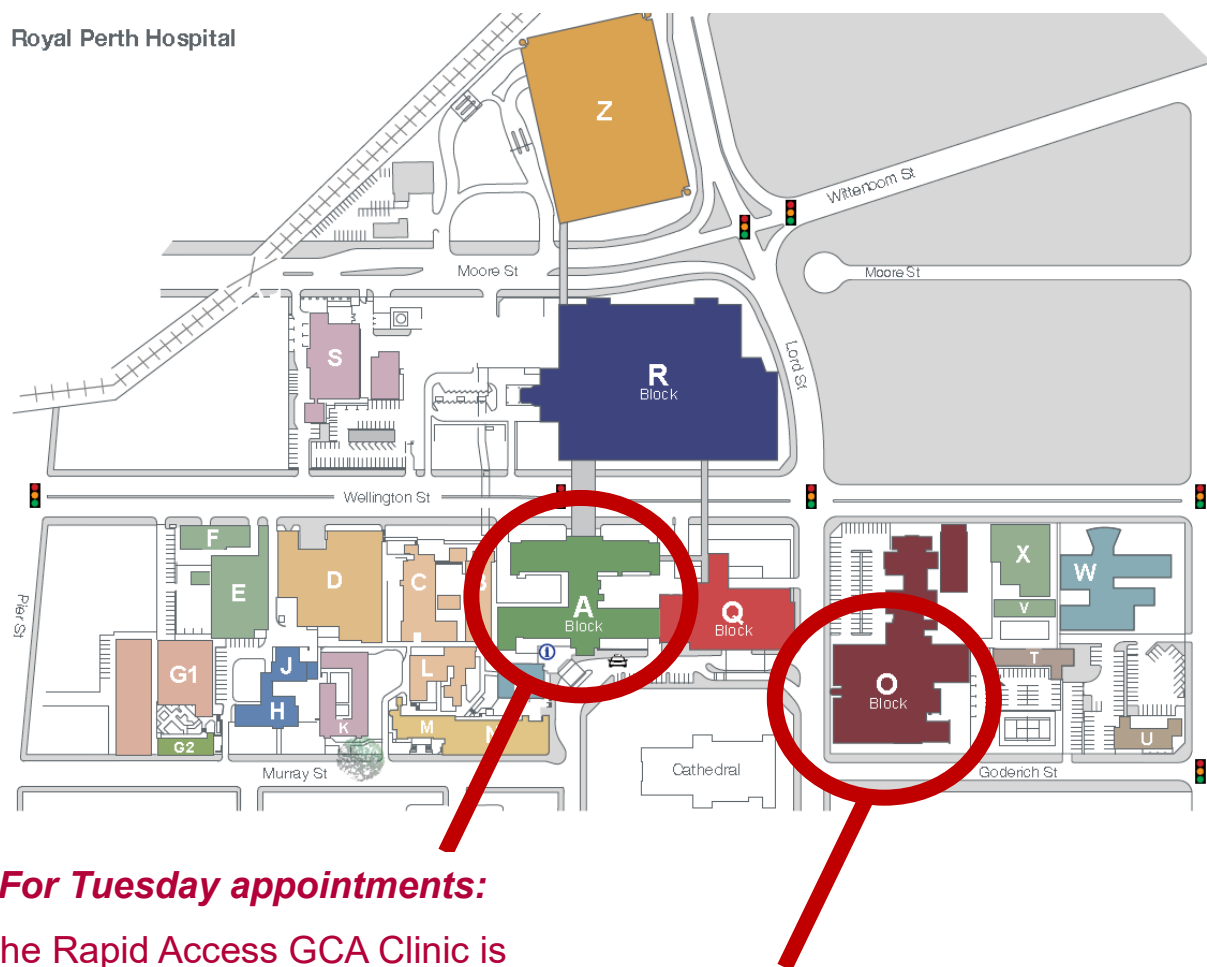 Royal Perth Hospital
Z
Wittenoom St
Moore St
Moore St
S
R
Block
Lord St
Wellington St
F
E
D
C
B
A
Block
Q
Block
X
W
V
Pier St
G1
J
H
K
L
T
O
Block
G2
M
N
U
Murray St
Cathedral
Goderich St
For Tuesday appointments:
he Rapid Access GCA Clinic is